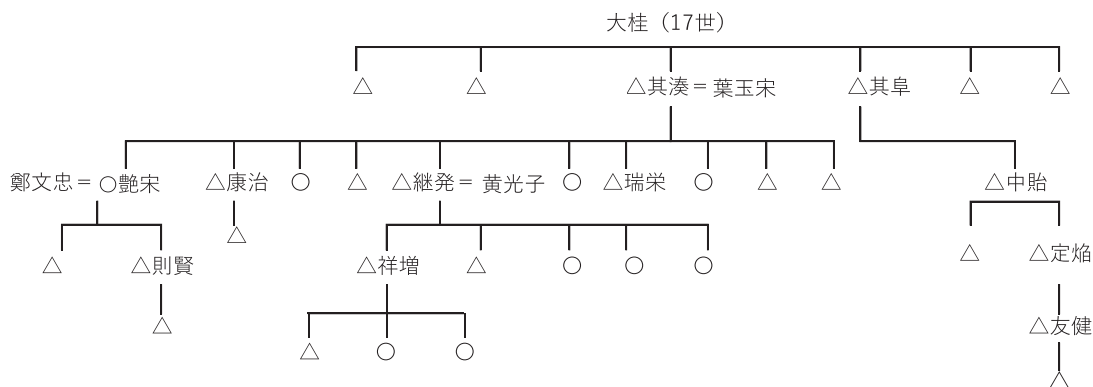 大桂（17世）
△ △ △其湊＝葉玉宋 △其阜 △ △
鄭文忠＝○艶宋 △康治 ○ △ △継発＝黄光子 ○ △瑞栄 ○ △ △ △中貽
△ △則賢 △ △祥増 △ ○ ○ ○ △ △定焔
△ △ ○ ○ △友健
△